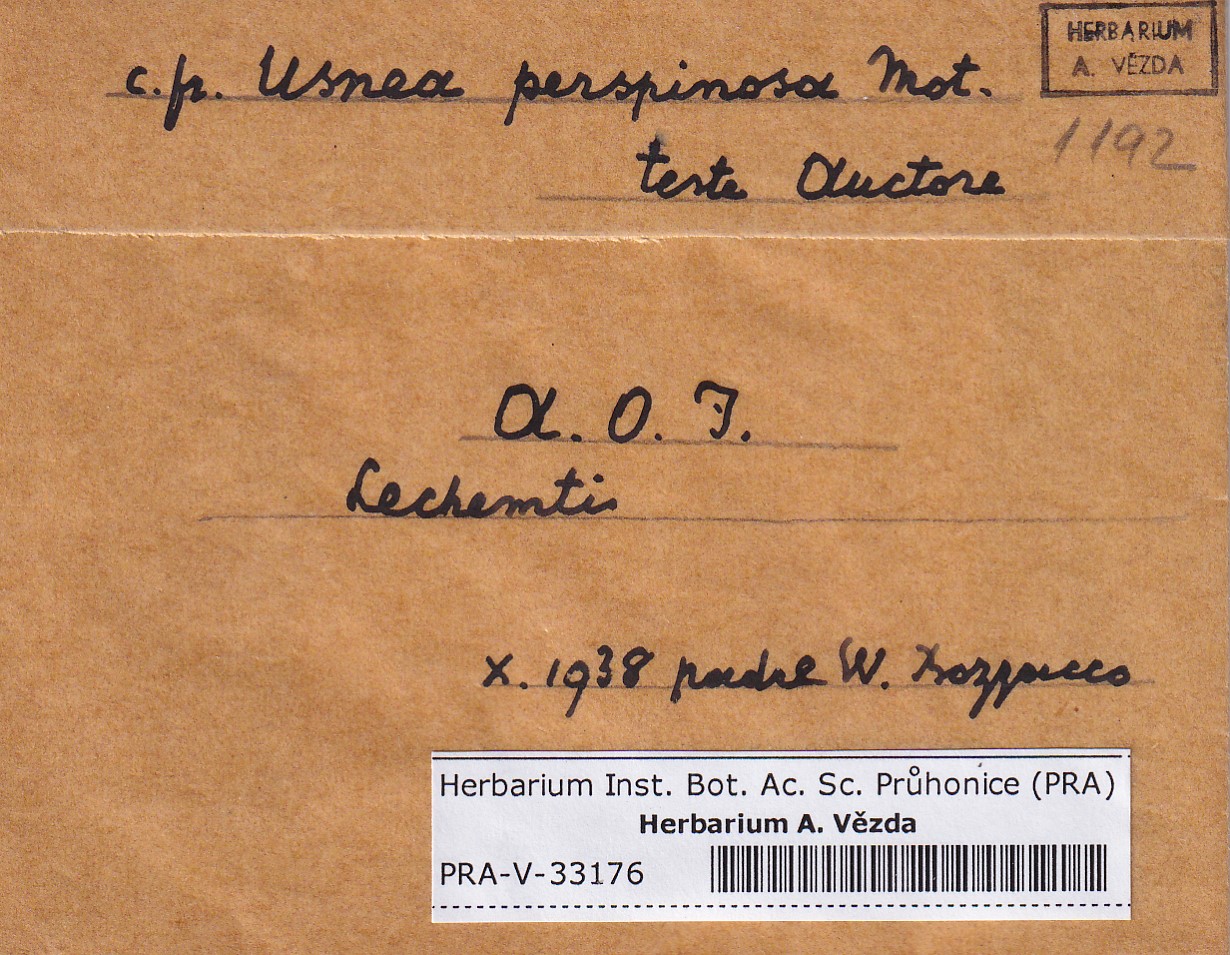 HERBARIUM
A. VĚZDA
c.fr. Usnea perspinosa Mot.
1192
teste Auctore
A. O. I.
Lechemti
X. 1938 padre W.
Herbarium Inst. Bot. Ac. Sc. Průhonice (PRA)
Herbarium A. Vězda
PRA-V-33176